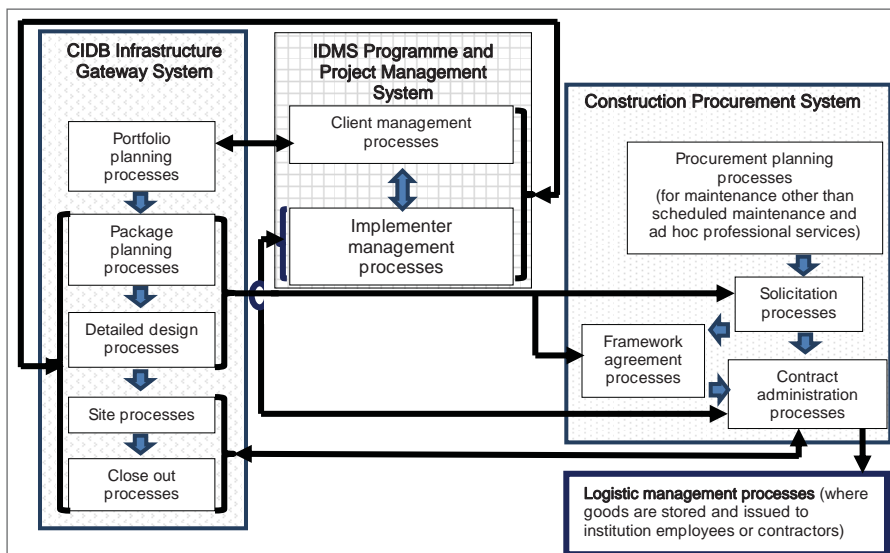 CIDB Infrastructure
Gateway System
Portfolio
planning
processes
Package
planning
processes
Detailed design
processes
Site processes
Close out
processes
IDMS Programme and
Project Management
System
Client management
processes
Implementer
management
processes
Construction Procurement System
Procurement planning
processes
(for maintenance other than
scheduled maintenance and
ad hoc professional services)
Solicitation
processes
Framework
agreement
processes
Contract
administration
processes
Logistic management processes (where
goods are stored and issued to
institution employees or contractors)